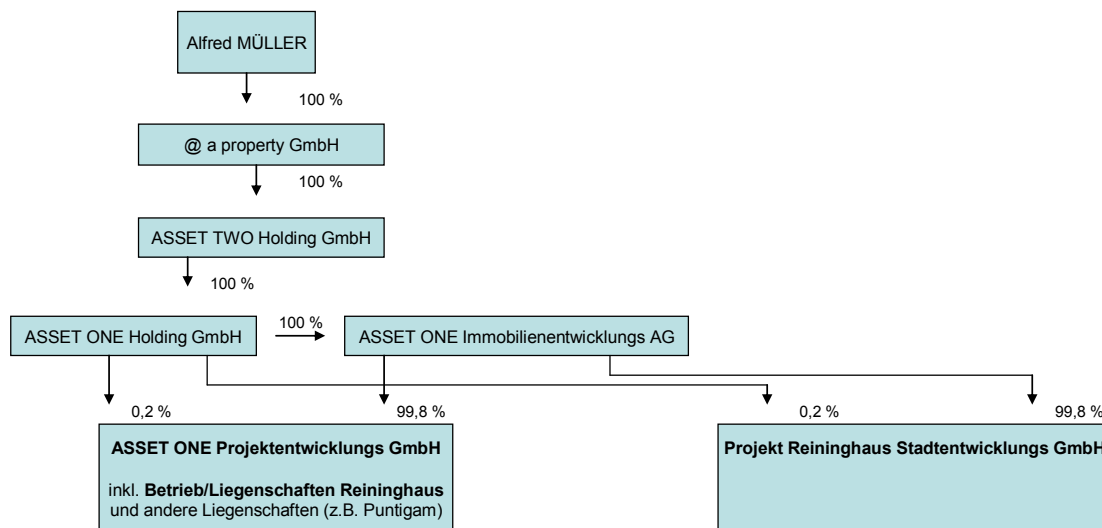 Alfred MÜLLER
100 %
@ a property GmbH
100 %
ASSET TWO Holding GmbH
100 %
ASSET ONE Holding GmbH
100 %
ASSET ONE Immobilienentwicklungs AG
0,2 %
99,8 %
0,2 %
99,8 %
ASSET ONE Projektentwicklungs GmbH
inkl. Betrieb/Liegenschaften Reininghaus
und andere Liegenschaften (z.B. Puntigam)
Projekt Reininghaus Stadtentwicklungs GmbH